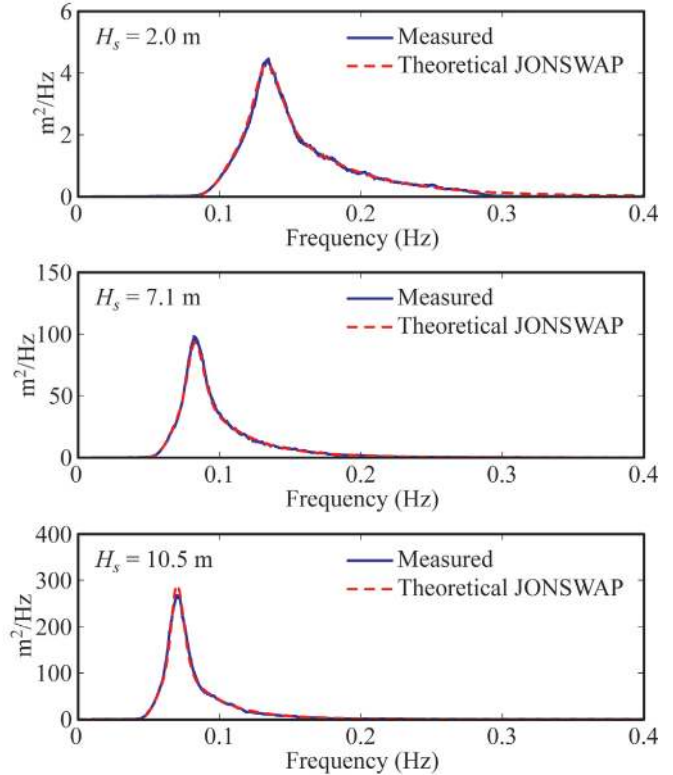 6
H_s = 2.0 m
Measured
Theoretical JONSWAP
4
m²/Hz
2
0
0 0.1 0.2 0.3 0.4
Frequency (Hz)
150
H_s = 7.1 m
Measured
Theoretical JONSWAP
100
m²/Hz
50
0
0 0.1 0.2 0.3 0.4
Frequency (Hz)
400
H_s = 10.5 m
Measured
Theoretical JONSWAP
300
m²/Hz
200
100
0
0 0.1 0.2 0.3 0.4
Frequency (Hz)